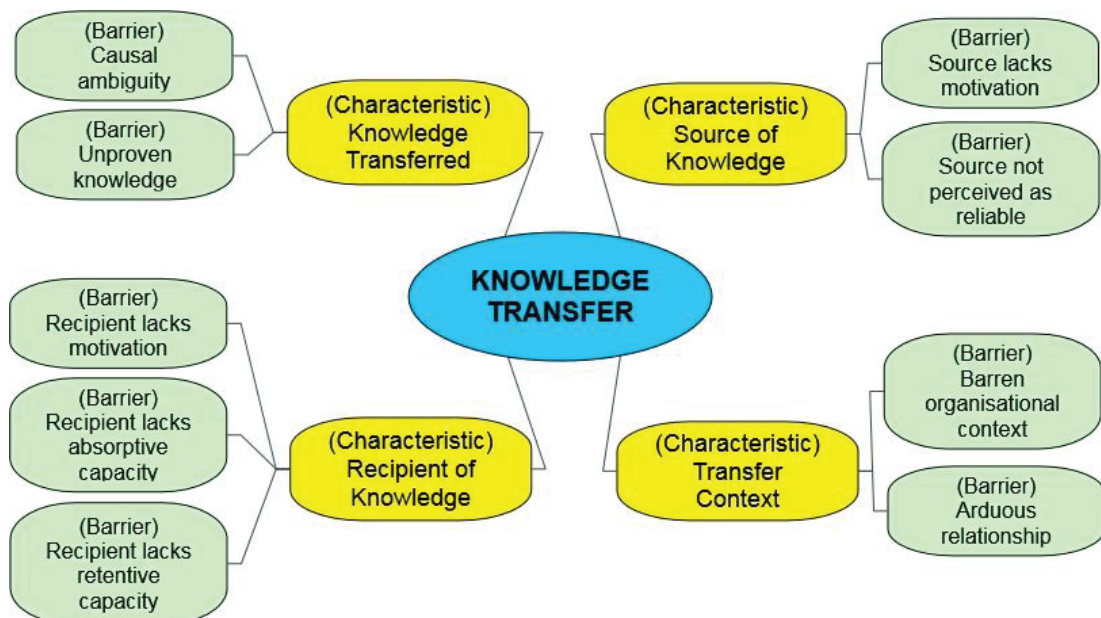 (Barrier)
Causal
ambiguity
(Barrier)
Unproven
knowledge
(Characteristic)
Knowledge
Transferred
(Characteristic)
Source of
Knowledge
(Barrier)
Source lacks
motivation
(Barrier)
Source not
perceived as
reliable
KNOWLEDGE
TRANSFER
(Barrier)
Recipient lacks
motivation
(Barrier)
Recipient lacks
absorptive
capacity
(Barrier)
Recipient lacks
retentive
capacity
(Characteristic)
Recipient of
Knowledge
(Characteristic)
Transfer
Context
(Barrier)
Barren
organisational
context
(Barrier)
Arduous
relationship